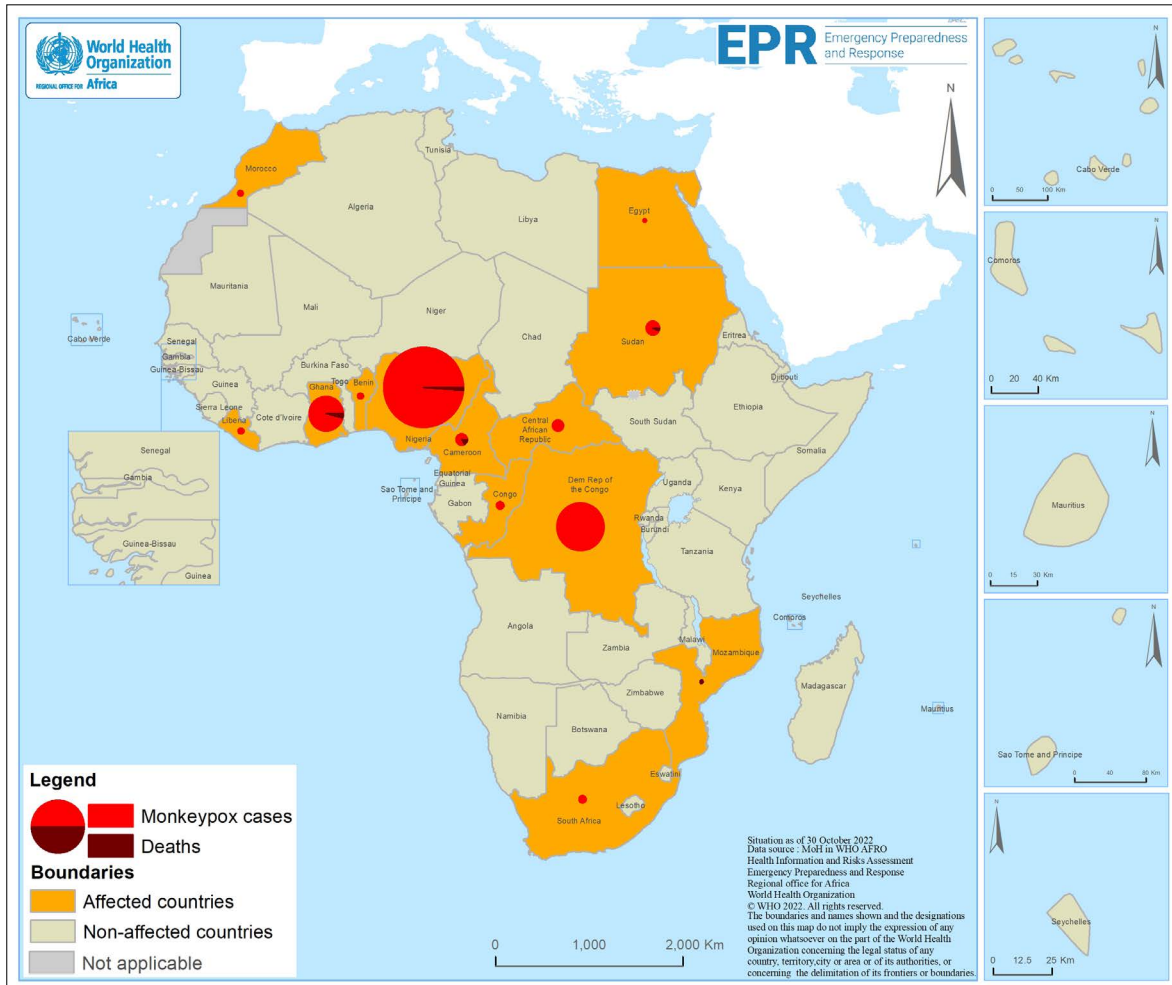 World Health
Organization
REGIONAL OFFICE FOR Africa
EPR
Emergency Preparedness
and Response
N
Morocco
Tunisia
Algeria
Libya
Egypt
Mauritania
Mali
Niger
Chad
Sudan
Eritrea
Cabo Verde
Senegal
Gambia
Guinea-Bissau
Guinea
Sierra Leone
Liberia
Cote d'Ivoire
Burkina Faso
Ghana
Togo
Benin
Nigeria
Cameroon
Central
African
Republic
South Sudan
Ethiopia
Djibouti
Somalia
Equatorial
Guinea
Sao Tome and
Principe
Gabon
Congo
Dem Rep of
the Congo
Uganda
Kenya
Rwanda
Burundi
Tanzania
Seychelles
Comoros
Angola
Zambia
Malawi
Mozambique
Zimbabwe
Madagascar
Mauritius
Namibia
Botswana
Eswatini
Lesotho
South Africa
Senegal
Gambia
Guinea-Bissau
Guinea
Legend
Monkeypox cases
Deaths
Boundaries
Affected countries
Non-affected countries
Not applicable
0 1,000 2,000 Km
Situation as of 30 October 2022
Data source : MoH in WHO AFRO
Health Information and Risks Assessment
Emergency Preparedness and Response
Regional office for Africa
World Health Organization
© WHO 2022. All rights reserved.
The boundaries and names shown and the designations
used on this map do not imply the expression of any
opinion whatsoever on the part of the World Health
Organization concerning the legal status of any
country, territory,city or area or of its authorities, or
concerning the delimitation of its frontiers or boundaries.
N
Cabo Verde
0 50 100 Km
N
Comoros
0 20 40 Km
N
Mauritius
0 15 30 Km
N
Sao Tome and Principe
0 40 80 Km
N
Seychelles
0 12.5 25 Km